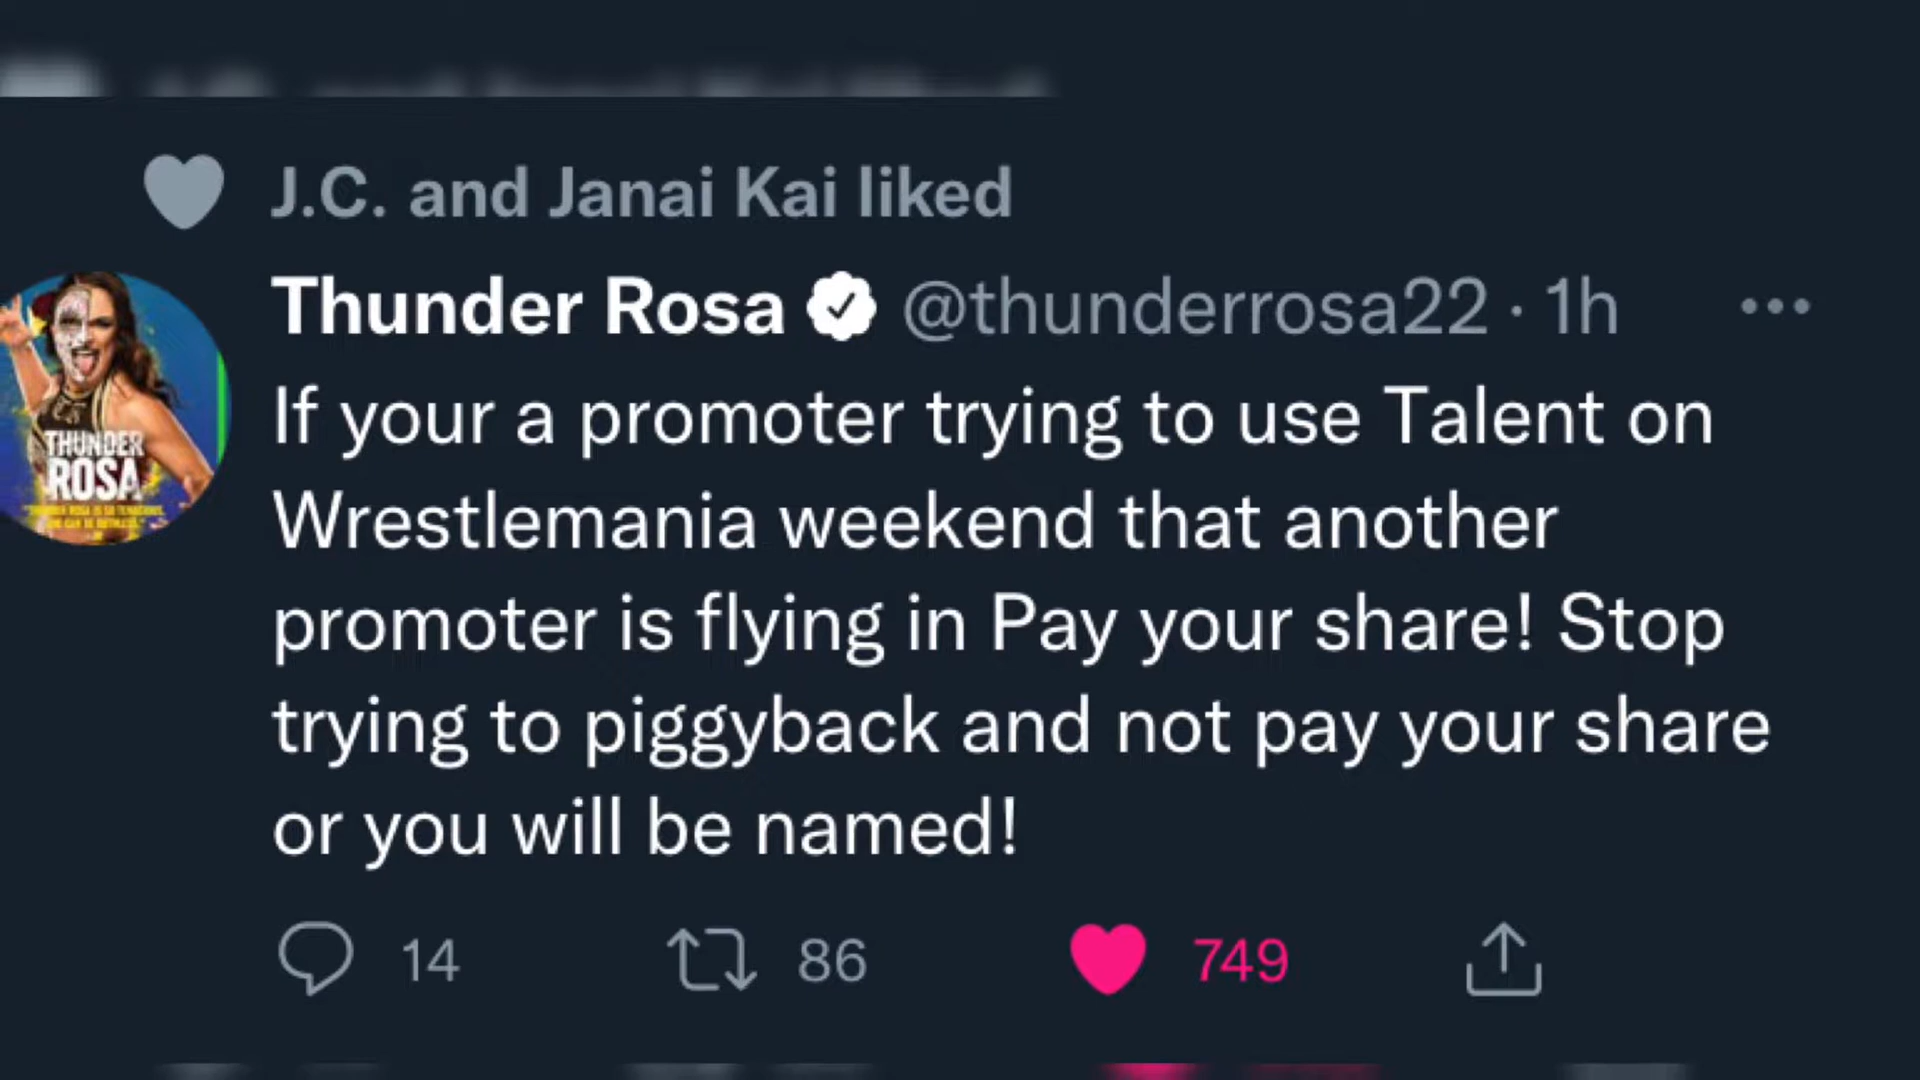 J.C. and Janai Kai liked
Thunder Rosa @thunderrosa22 · 1h
If your a promoter trying to use Talent on
Wrestlemania weekend that another
promoter is flying in Pay your share! Stop
trying to piggyback and not pay your share
or you will be named!
14 86 749
THUNDER
ROSA